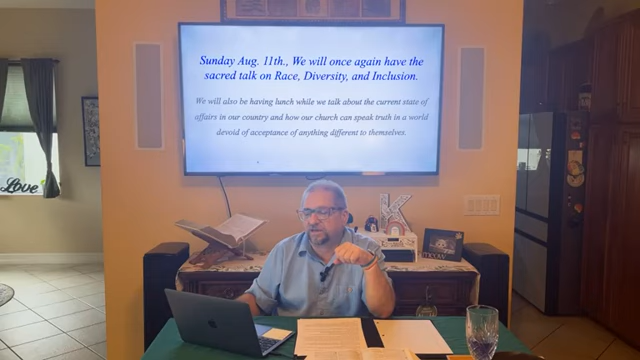 Sunday Aug. 11th., We will once again have the
sacred talk on Race, Diversity, and Inclusion.
We will also be having lunch while we talk about the current state of
affairs in our country and how our church can speak truth in a world
devoid of acceptance of anything different to themselves.
Love
K